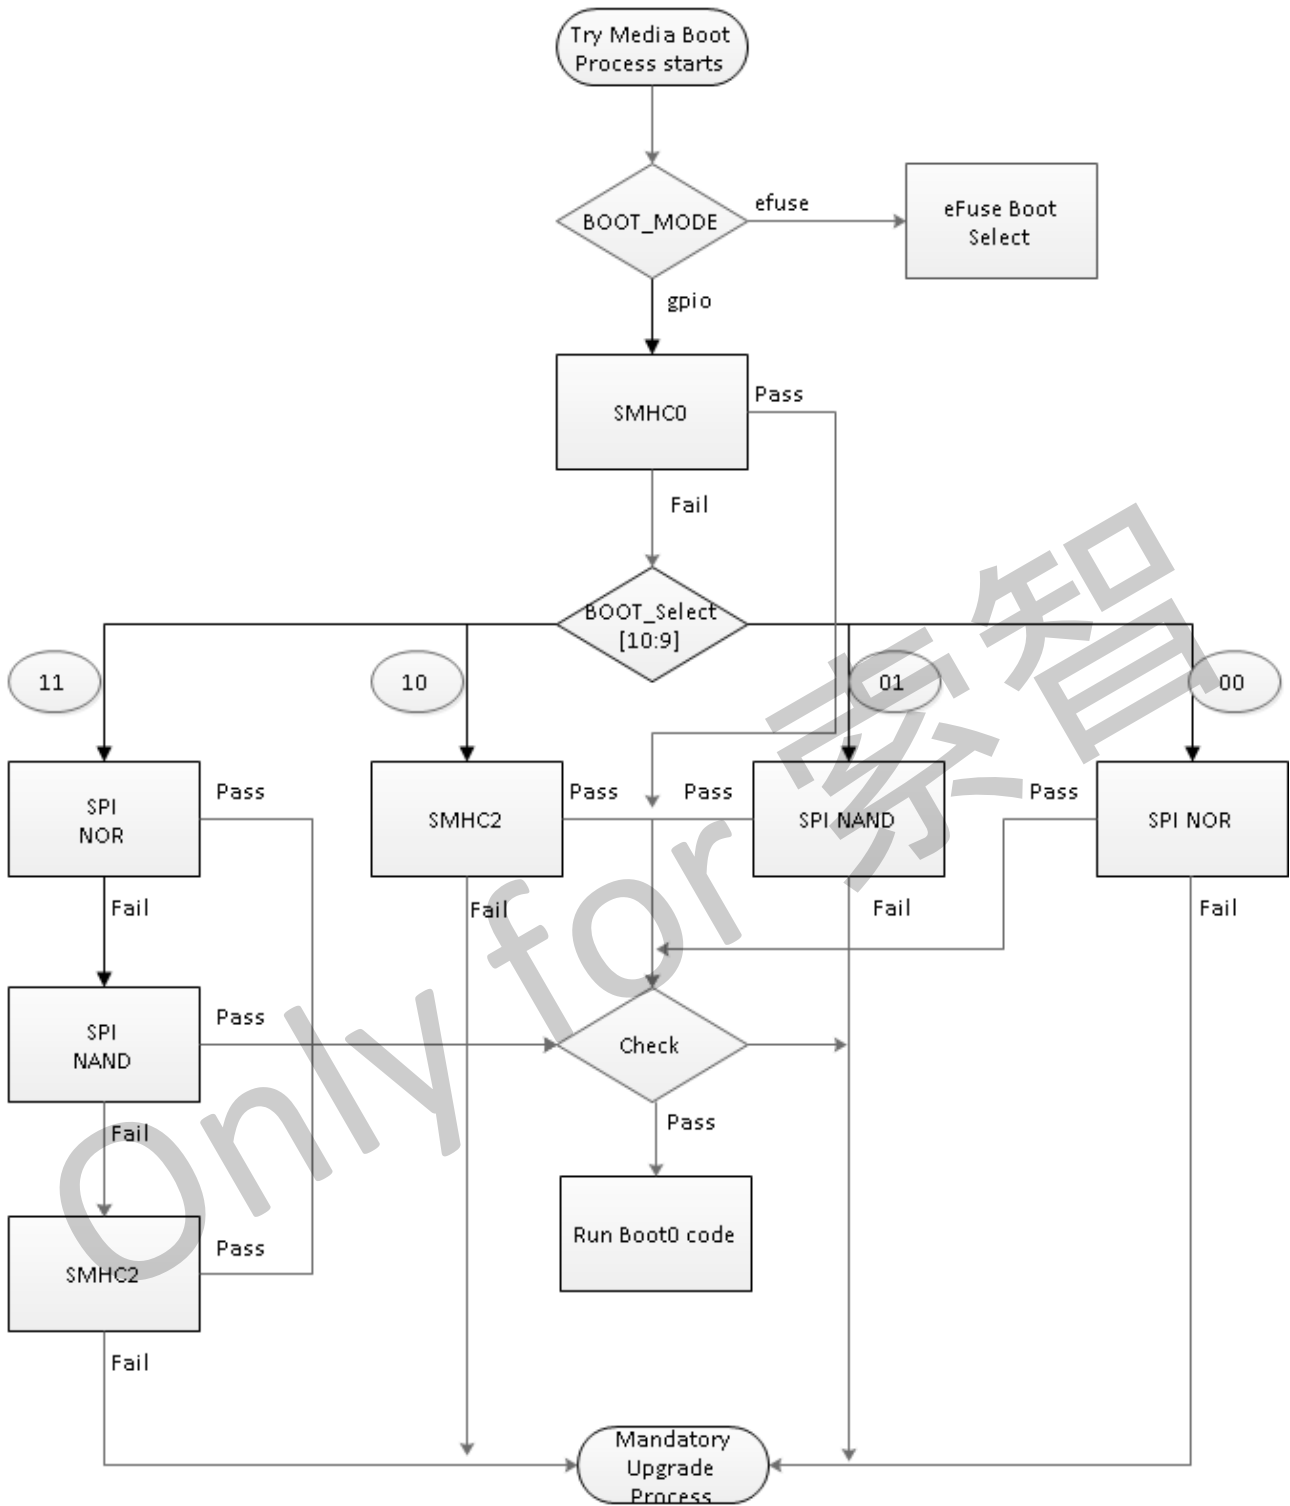 Try Media Boot
Process starts
BOOT_MODE
efuse
eFuse Boot
Select
gpio
SMHC0
Pass
Fail
BOOT_Select
[10:9]
11
10
01
00
SPI
NOR
Pass
SMHC2
Pass
Pass
SPI NAND
Pass
SPI NOR
Fail
Fail
Fail
Fail
SPI
NAND
Pass
Check
Fail
Pass
SMHC2
Pass
Run Boot0 code
Fail
Mandatory
Upgrade
Process
Only for 索智